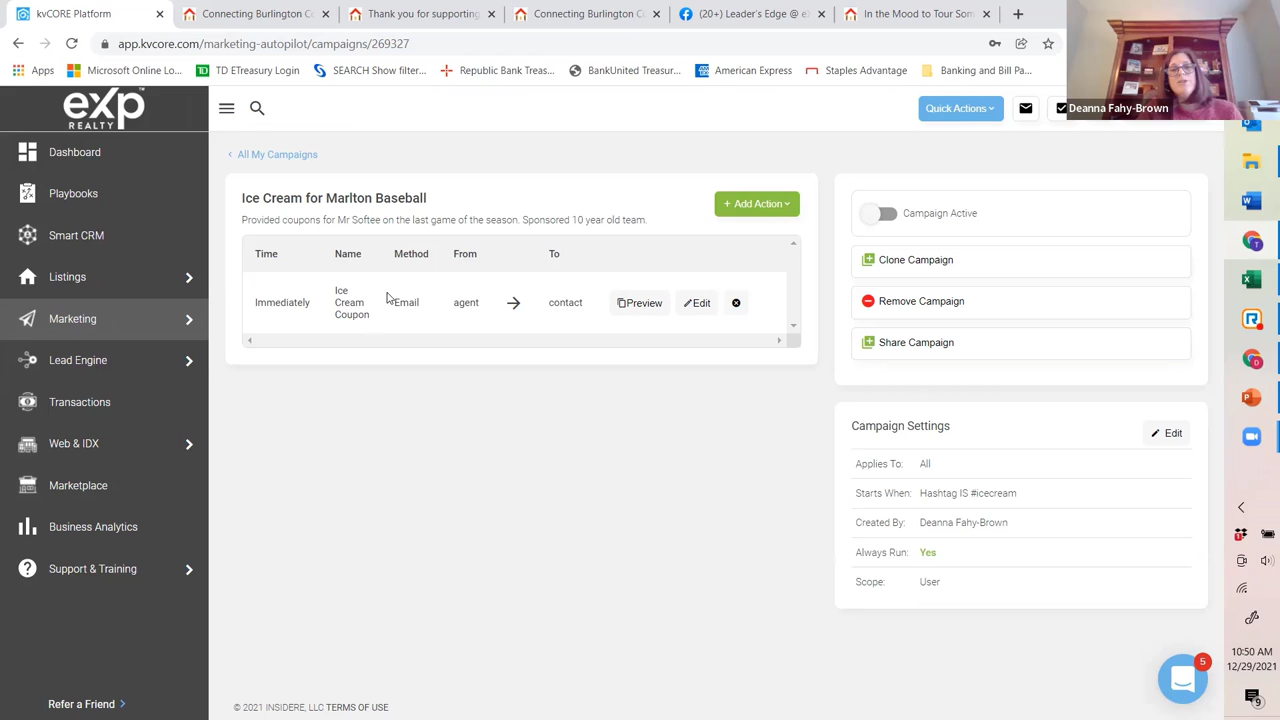 kvCORE Platform
Connecting Burlington Co
Thank you for supporting
Connecting Burlington C
(20+) Leader's Edge @ e
In the Mood to Tour Som
app.kvcore.com/marketing-autopilot/campaigns/269327
Apps
Microsoft Online Lo...
TD ETreasury Login
SEARCH Show filter...
Republic Bank Treas...
BankUnited Treasur...
American Express
Staples Advantage
Banking and Bill Pa...
Deanna Fahy-Brown
eXp
REALTY
Quick Actions
Dashboard
Playbooks
Smart CRM
Listings
Marketing
Lead Engine
Transactions
Web & IDX
Marketplace
Business Analytics
Support & Training
Refer a Friend
All My Campaigns
Ice Cream for Marlton Baseball
Provided coupons for Mr Softee on the last game of the season. Sponsored 10 year old team.
+ Add Action
Time Name Method From To
Immediately
Ice
Cream
Coupon
Email
agent
contact
Preview
Edit
Campaign Active
Clone Campaign
Remove Campaign
Share Campaign
Campaign Settings
Edit
Applies To: All
Starts When: Hashtag IS #icecream
Created By: Deanna Fahy-Brown
Always Run: Yes
Scope: User
5
10:50 AM
12/29/2021
9
© 2021 INSIDERE, LLC TERMS OF USE